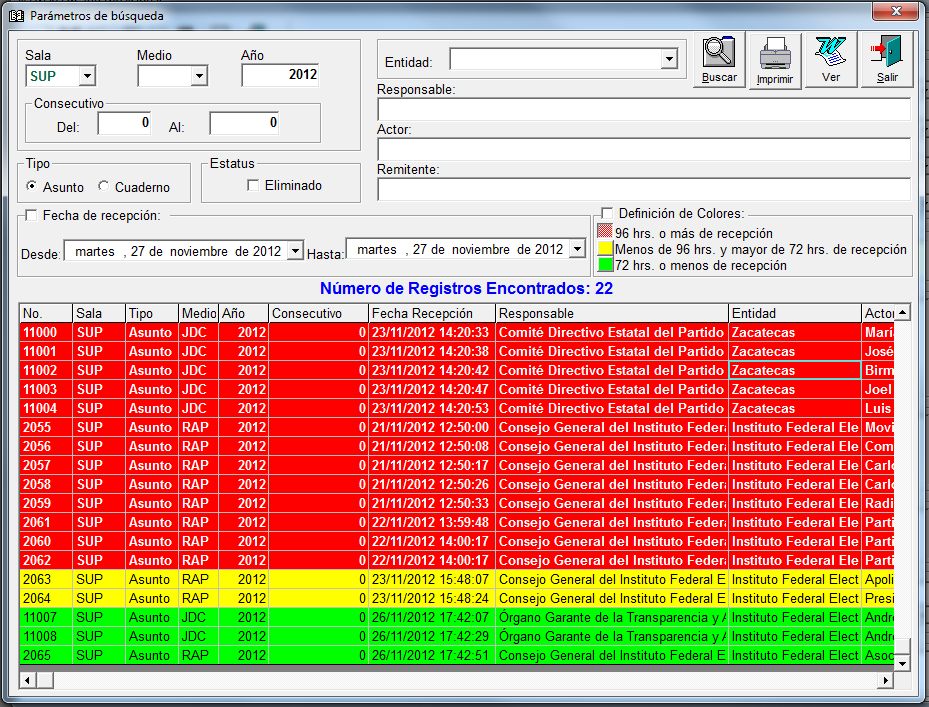 Parámetros de búsqueda
Sala Medio Año
SUP 2012
Consecutivo
Del: 0 Al: 0
Tipo
Asunto Cuaderno
Estatus
Eliminado
Entidad:
Responsable:
Actor:
Remitente:
Buscar Imprimir Ver Salir
Fecha de recepción:
Desde: martes , 27 de noviembre de 2012 Hasta: martes , 27 de noviembre de 2012
Definición de Colores:
96 hrs. o más de recepción
Menos de 96 hrs. y mayor de 72 hrs. de recepción
72 hrs. o menos de recepción
Número de Registros Encontrados: 22
No. Sala Tipo Medio Año Consecutivo Fecha Recepción Responsable Entidad Actor
11000 SUP Asunto JDC 2012 0 23/11/2012 14:20:33 Comité Directivo Estatal del Partido Zacatecas Marí
11001 SUP Asunto JDC 2012 0 23/11/2012 14:20:38 Comité Directivo Estatal del Partido Zacatecas José
11002 SUP Asunto JDC 2012 0 23/11/2012 14:20:42 Comité Directivo Estatal del Partido Zacatecas Birm
11003 SUP Asunto JDC 2012 0 23/11/2012 14:20:47 Comité Directivo Estatal del Partido Zacatecas Joel
11004 SUP Asunto JDC 2012 0 23/11/2012 14:20:53 Comité Directivo Estatal del Partido Zacatecas Luis
2055 SUP Asunto RAP 2012 0 21/11/2012 12:50:00 Consejo General del Instituto Feder Instituto Federal Ele Movi
2056 SUP Asunto RAP 2012 0 21/11/2012 12:50:08 Consejo General del Instituto Feder Instituto Federal Ele Com
2057 SUP Asunto RAP 2012 0 21/11/2012 12:50:17 Consejo General del Instituto Feder Instituto Federal Ele Carlo
2058 SUP Asunto RAP 2012 0 21/11/2012 12:50:26 Consejo General del Instituto Feder Instituto Federal Ele Carlo
2059 SUP Asunto RAP 2012 0 21/11/2012 12:50:33 Consejo General del Instituto Feder Instituto Federal Ele Radi
2061 SUP Asunto RAP 2012 0 22/11/2012 13:59:48 Consejo General del Instituto Feder Instituto Federal Ele Parti
2060 SUP Asunto RAP 2012 0 22/11/2012 14:00:17 Consejo General del Instituto Feder Instituto Federal Ele Parti
2062 SUP Asunto RAP 2012 0 22/11/2012 14:00:17 Consejo General del Instituto Feder Instituto Federal Ele Parti
2063 SUP Asunto RAP 2012 0 23/11/2012 15:48:07 Consejo General del Instituto Federal E Instituto Federal Elect Apoli
2064 SUP Asunto RAP 2012 0 23/11/2012 15:48:24 Consejo General del Instituto Federal E Instituto Federal Elect Presi
11007 SUP Asunto JDC 2012 0 26/11/2012 17:42:07 Órgano Garante de la Transparencia y A Instituto Federal Elect Andre
11008 SUP Asunto JDC 2012 0 26/11/2012 17:42:29 Órgano Garante de la Transparencia y A Instituto Federal Elect Andre
2065 SUP Asunto RAP 2012 0 26/11/2012 17:42:51 Consejo General del Instituto Federal E Instituto Federal Elect Asoc